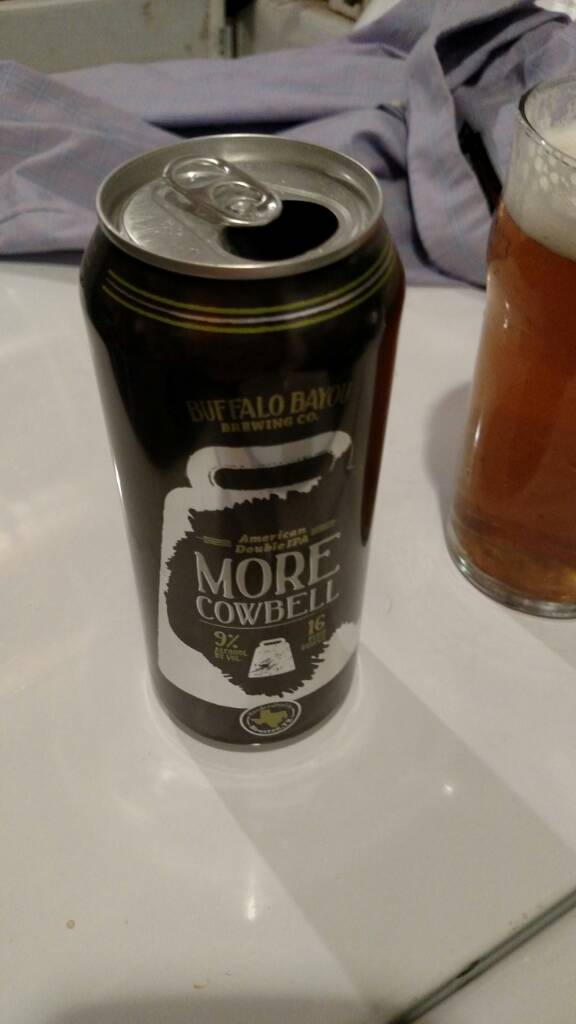 BUFFALO BAYOU
BREWING CO.
American
Double IPA
MORE
COWBELL
9%
ALCOHOL
BY VOL.
16